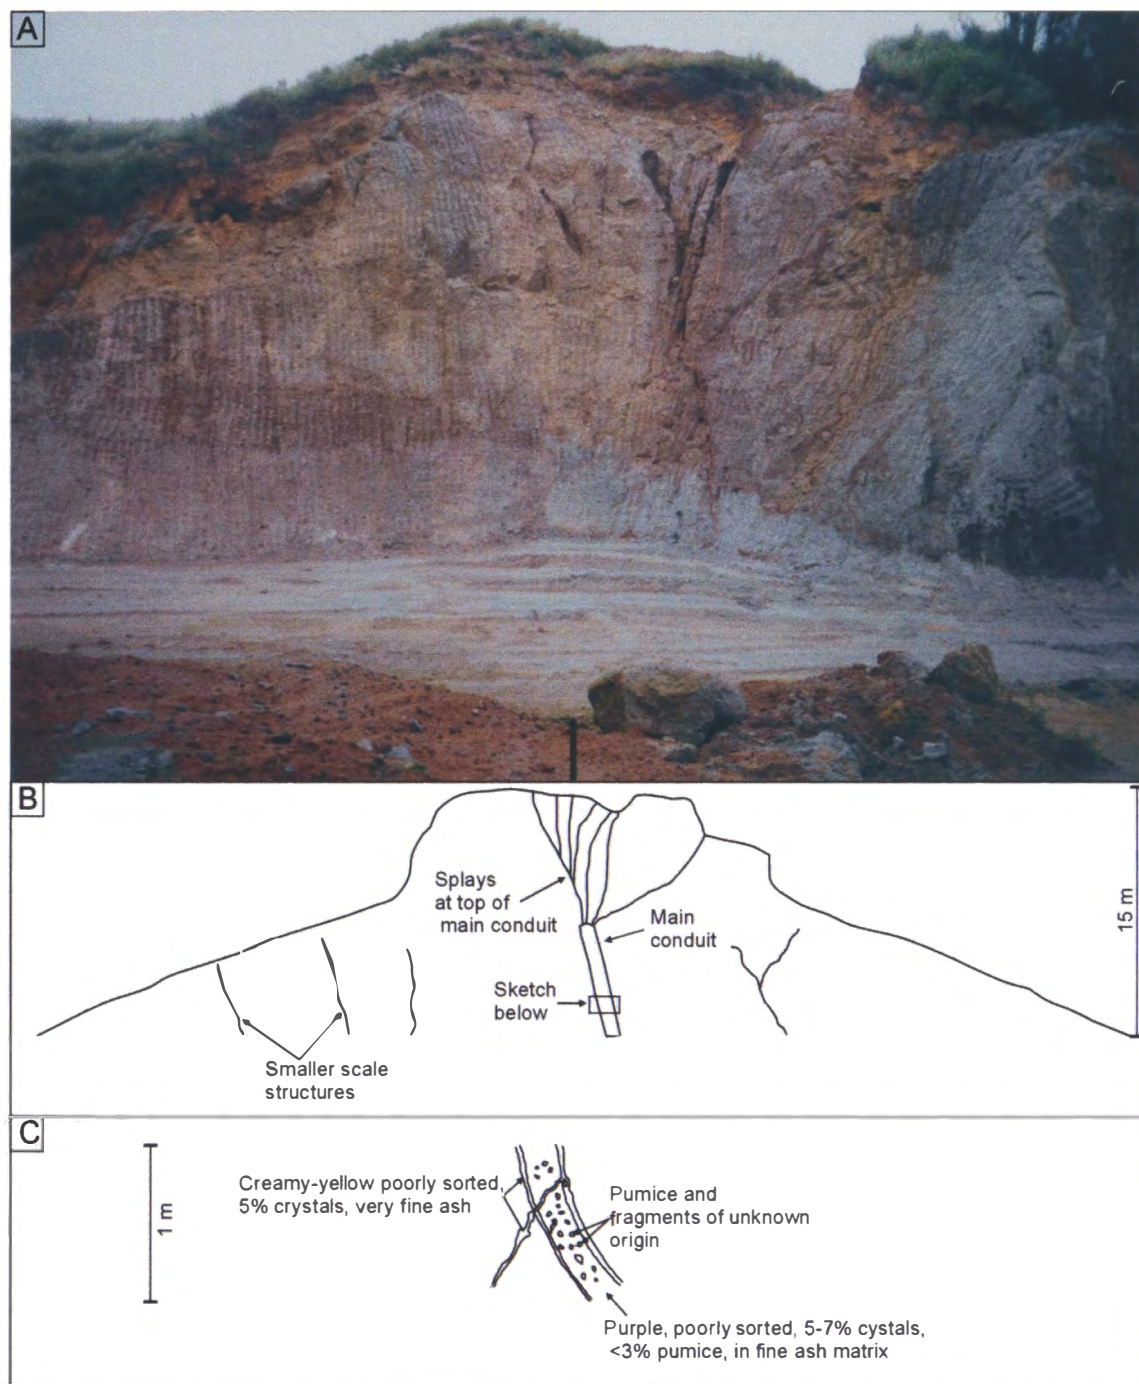 A
B
Splays
at top of
main conduit
Main
conduit
Sketch
below
Smaller scale
structures
15 m
C
1 m
Creamy-yellow poorly sorted,
5% crystals, very fine ash
Pumice and
fragments of unknown
origin
Purple, poorly sorted, 5-7% cystals,
<3% pumice, in fine ash matrix